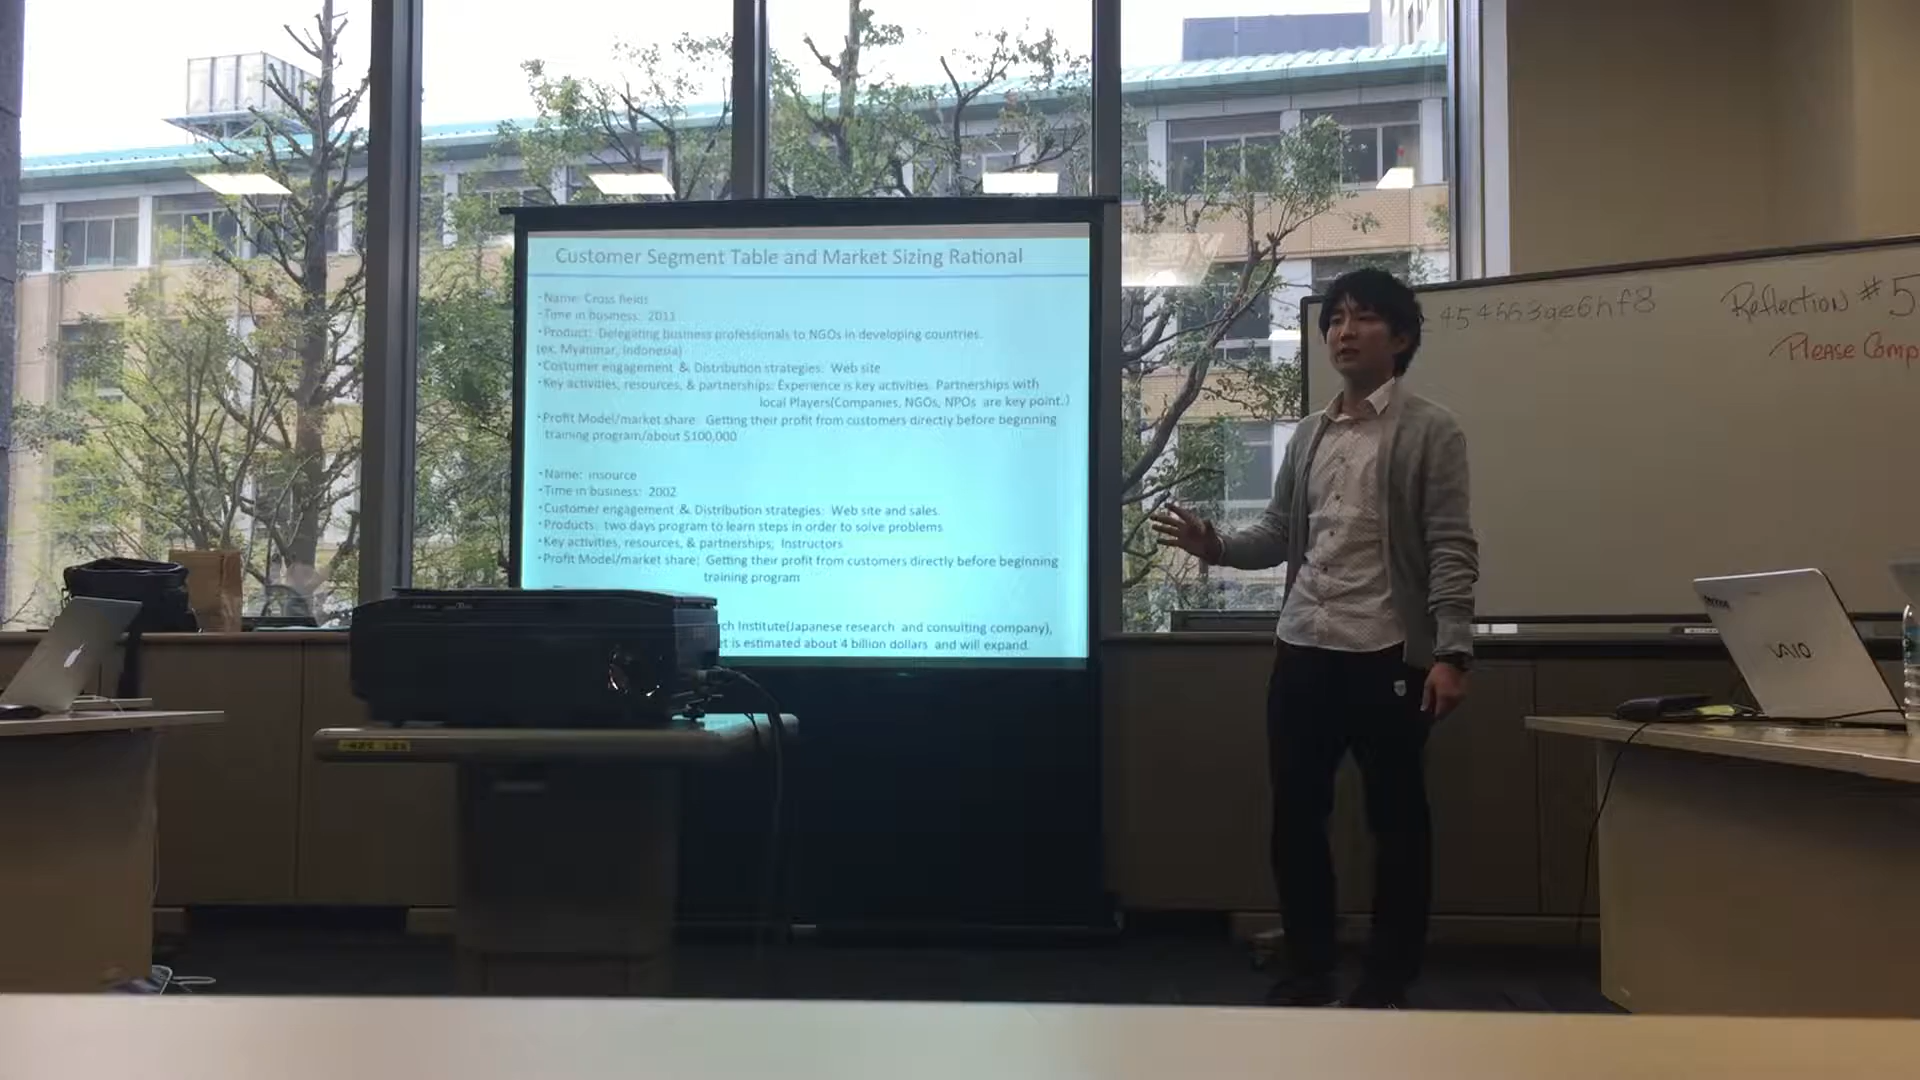 Customer Segment Table and Market Sizing Rational
・Name: Cross fields
・Time in business: 2011
・Product: Delegating business professionals to NGOs in developing countries.
(ex. Myanmar, Indonesia)
・Costumer engagement & Distribution strategies: Web site
・Key activities, resources, & partnerships: Experience is key activities. Partnerships with
local Players(Companies, NGOs, NPOs are key point.)
・Profit Model/market share: Getting their profit from customers directly before beginning
training program/about $100,000
・Name: insource
・Time in business: 2002
・Customer engagement & Distribution strategies: Web site and sales.
・Products: two days program to learn steps in order to solve problems
・Key activities, resources, & partnerships; Instructors
・Profit Model/market share: Getting their profit from customers directly before beginning
training program
ch Institute(Japanese research and consulting company),
is estimated about 4 billion dollars and will expand.
Reflection #5
Please Comp
VAIO